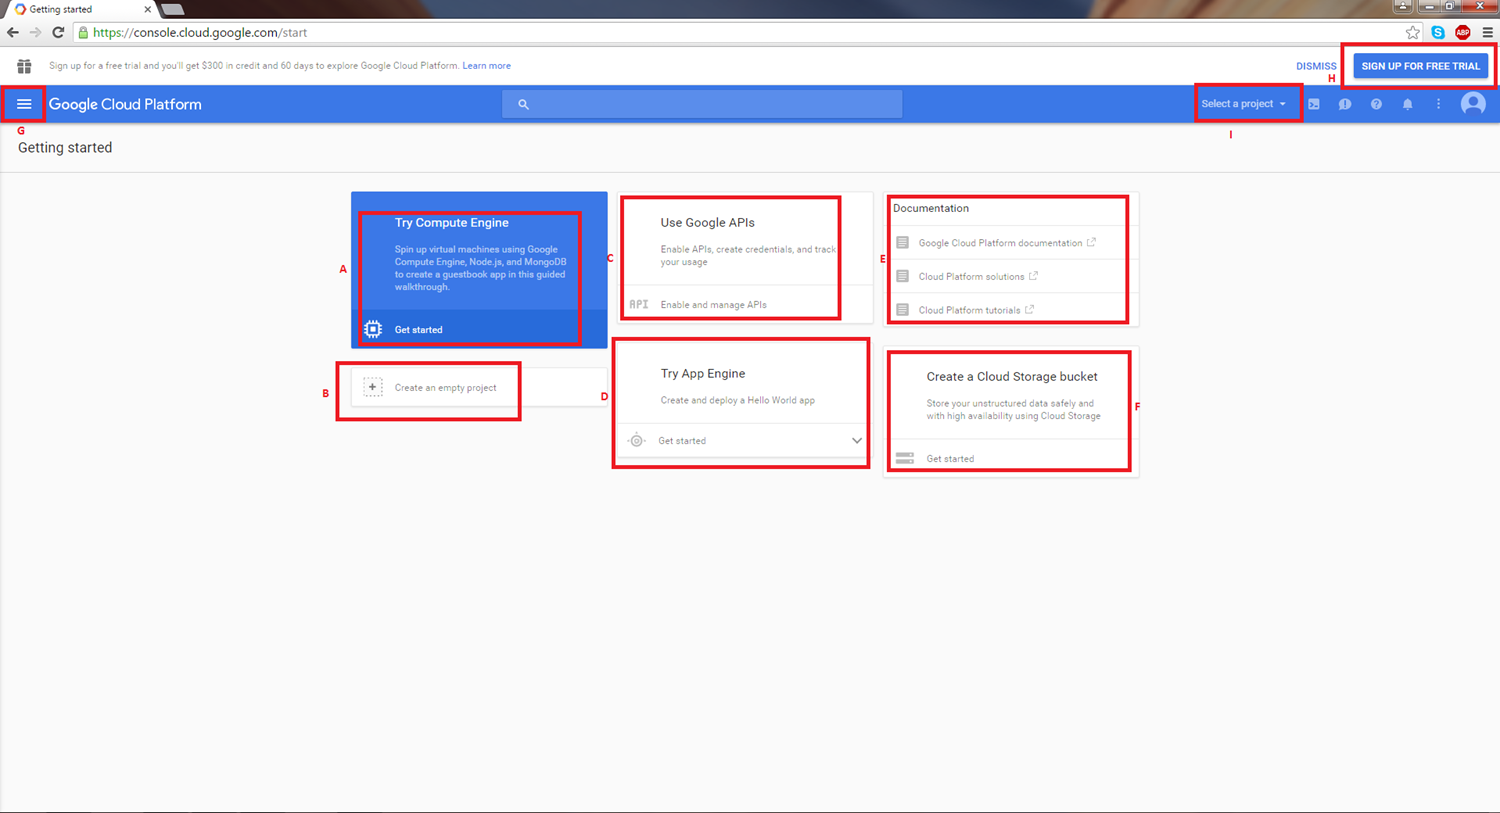 Getting started
https://console.cloud.google.com/start
ABP
Sign up for a free trial and you'll get $300 in credit and 60 days to explore Google Cloud Platform. Learn more
DISMISS
SIGN UP FOR FREE TRIAL
H
Google Cloud Platform
Select a project
G
I
Getting started
A
Try Compute Engine
Spin up virtual machines using Google
Compute Engine, Node.js, and MongoDB
to create a guestbook app in this guided
walkthrough.
Get started
B
Create an empty project
C
Use Google APIs
Enable APIs, create credentials, and track
your usage
API
Enable and manage APIs
D
Try App Engine
Create and deploy a Hello World app
Get started
E
Documentation
Google Cloud Platform documentation
Cloud Platform solutions
Cloud Platform tutorials
F
Create a Cloud Storage bucket
Store your unstructured data safely and
with high availability using Cloud Storage
Get started